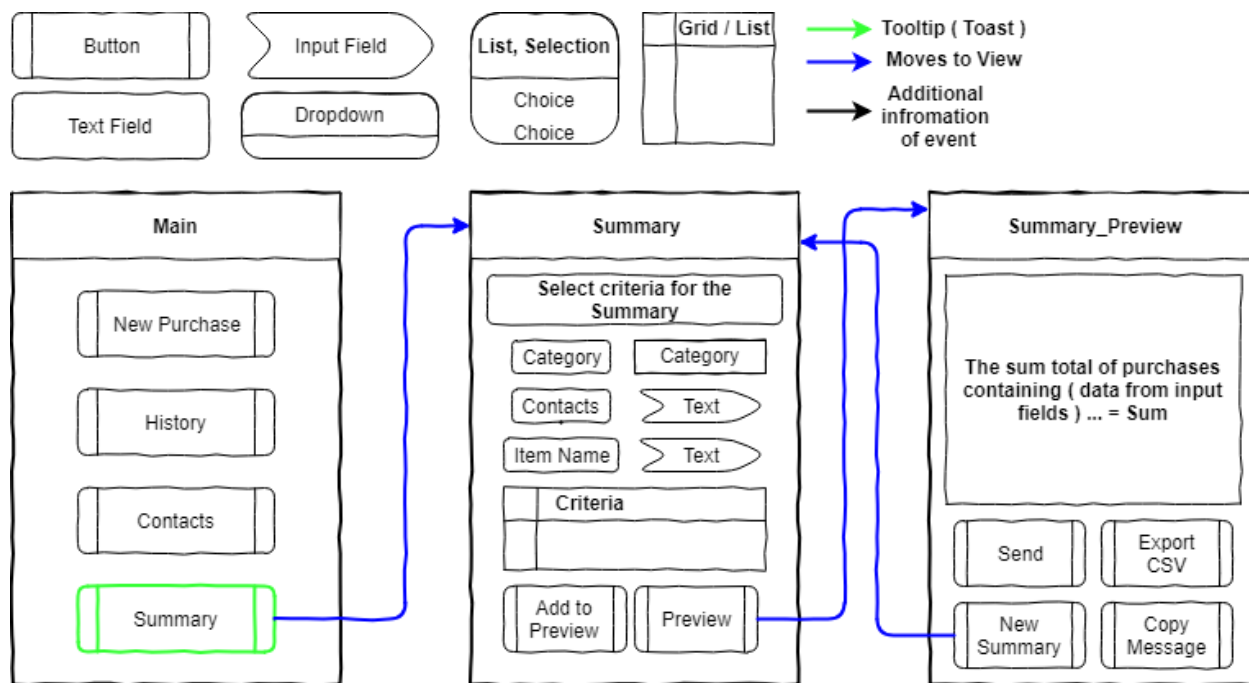 Button
Input Field
List, Selection
Choice
Choice
Grid / List
Tooltip ( Toast )
Moves to View
Additional
infromation
of event
Text Field
Dropdown
Main
New Purchase
History
Contacts
Summary
Summary
Select criteria for the
Summary
Category
Category
Contacts
Text
Item Name
Text
Criteria
Add to
Preview
Preview
Summary_Preview
The sum total of purchases
containing ( data from input
fields ) ... = Sum
Send
Export
CSV
New
Summary
Copy
Message